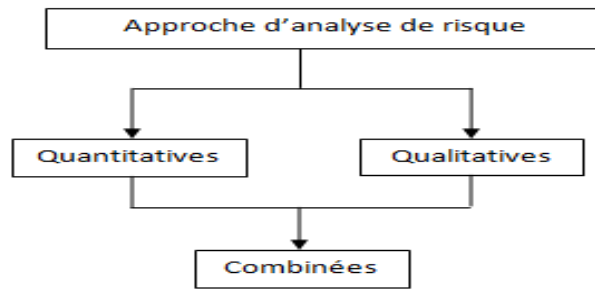 Approche d'analyse de risque
Quantitatives
Qualitatives
Combinées